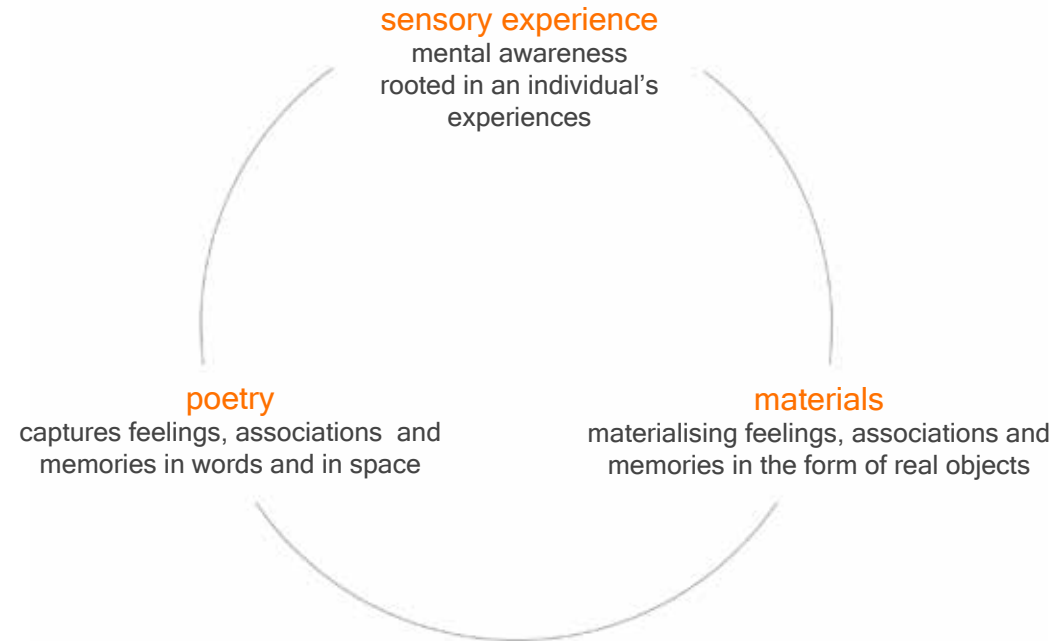 sensory experience
mental awareness
rooted in an individual’s
experiences
poetry
captures feelings, associations  and
memories in words and in space
materials
materialising feelings, associations and
memories in the form of real objects